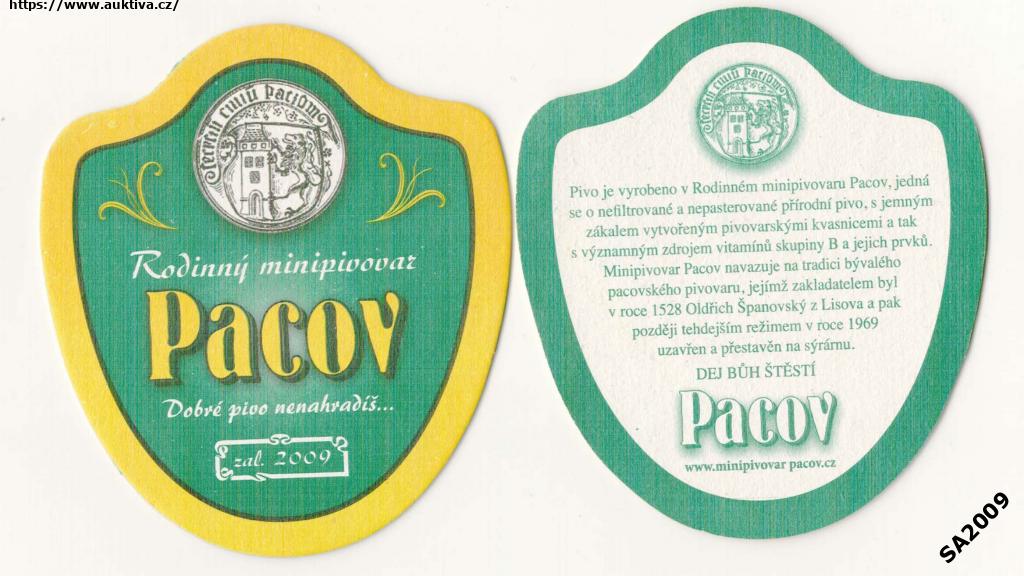 https://www.auktiva.cz/
Rodinný minipivovar
Pacov
Dobré pivo nenahradíš...
zal. 2009
Pivo je vyrobeno v Rodinném minipivovaru Pacov, jedná
se o nefiltrované a nepasterované přírodní pivo, s jemným
zákalem vytvořeným pivovarskými kvasnicemi a tak
s významným zdrojem vitamínů skupiny B a jejich prvků.
Minipivovar Pacov navazuje na tradici bývalého
pacovského pivovaru, jejímž zakladatelem byl
v roce 1528 Oldřich Španovský z Lisova a pak
později tehdejším režimem v roce 1969
uzavřen a přestavěn na sýrárnu.
DEJ BŮH ŠTĚSTÍ
Pacov
www.minipivovar pacov.cz
SA2009